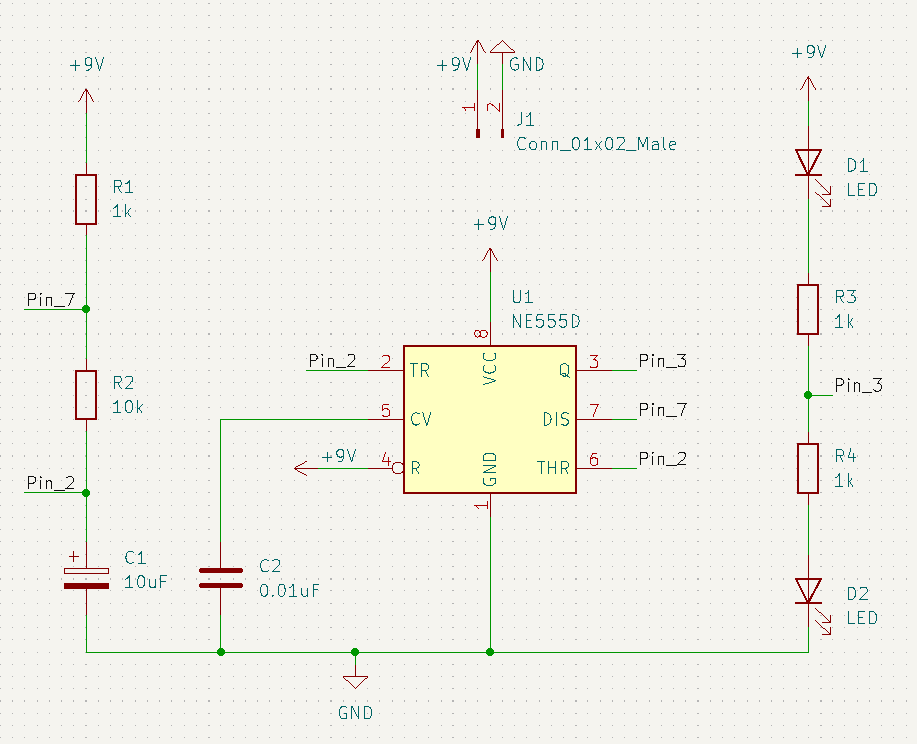 +9V
R1
1k
Pin_7
R2
10k
Pin_2
+
C1
10uF
C2
0.01uF
GND
+9V
GND
1
2
J1
Conn_01x02_Male
+9V
U1
NE555D
8
VCC
Pin_2
2
TR
Q
3
Pin_3
5
CV
DIS
7
Pin_7
+9V
4
R
THR
6
Pin_2
GND
1
+9V
D1
LED
R3
1k
Pin_3
R4
1k
D2
LED